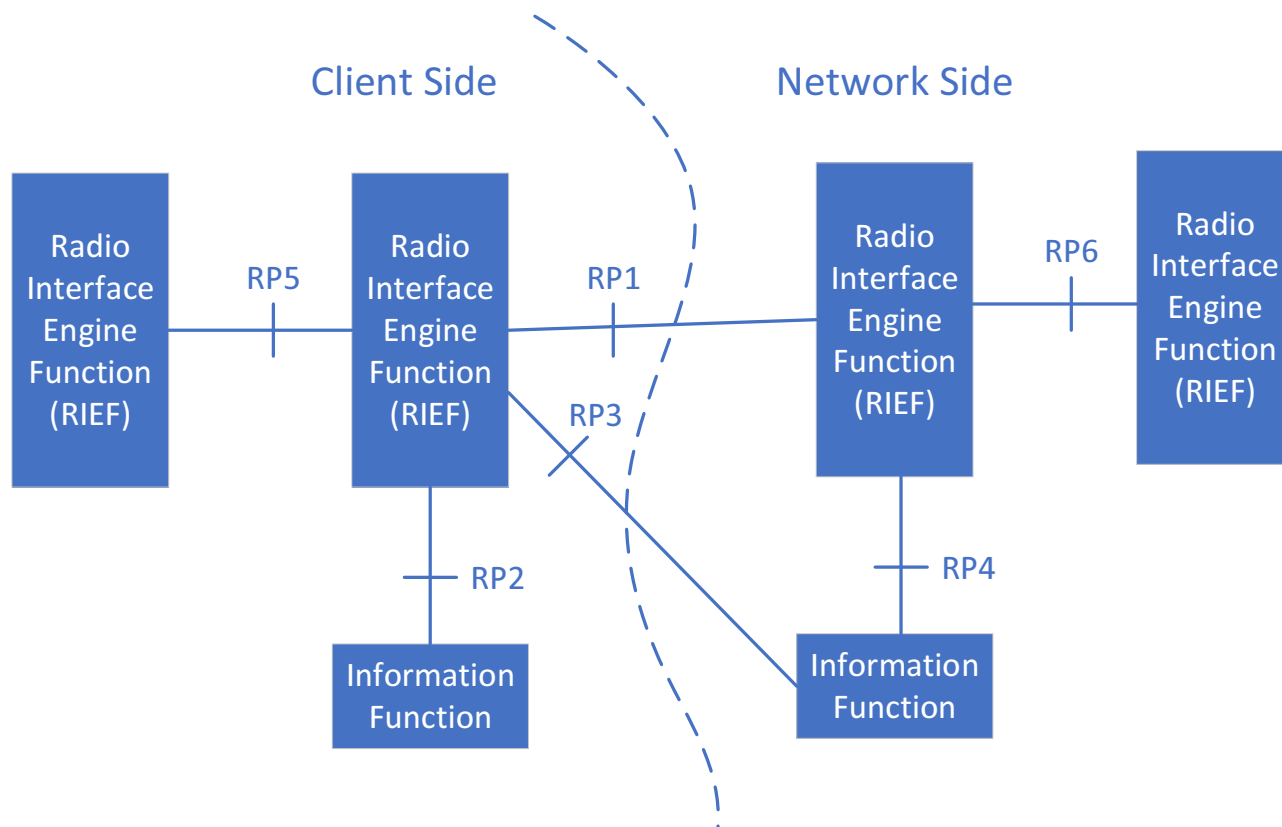 Client Side
Network Side
Radio
Interface
Engine
Function
(RIEF)
RP5
Radio
Interface
Engine
Function
(RIEF)
RP1
Radio
Interface
Engine
Function
(RIEF)
RP6
Radio
Interface
Engine
Function
(RIEF)
RP3
RP2
RP4
Information
Function
Information
Function